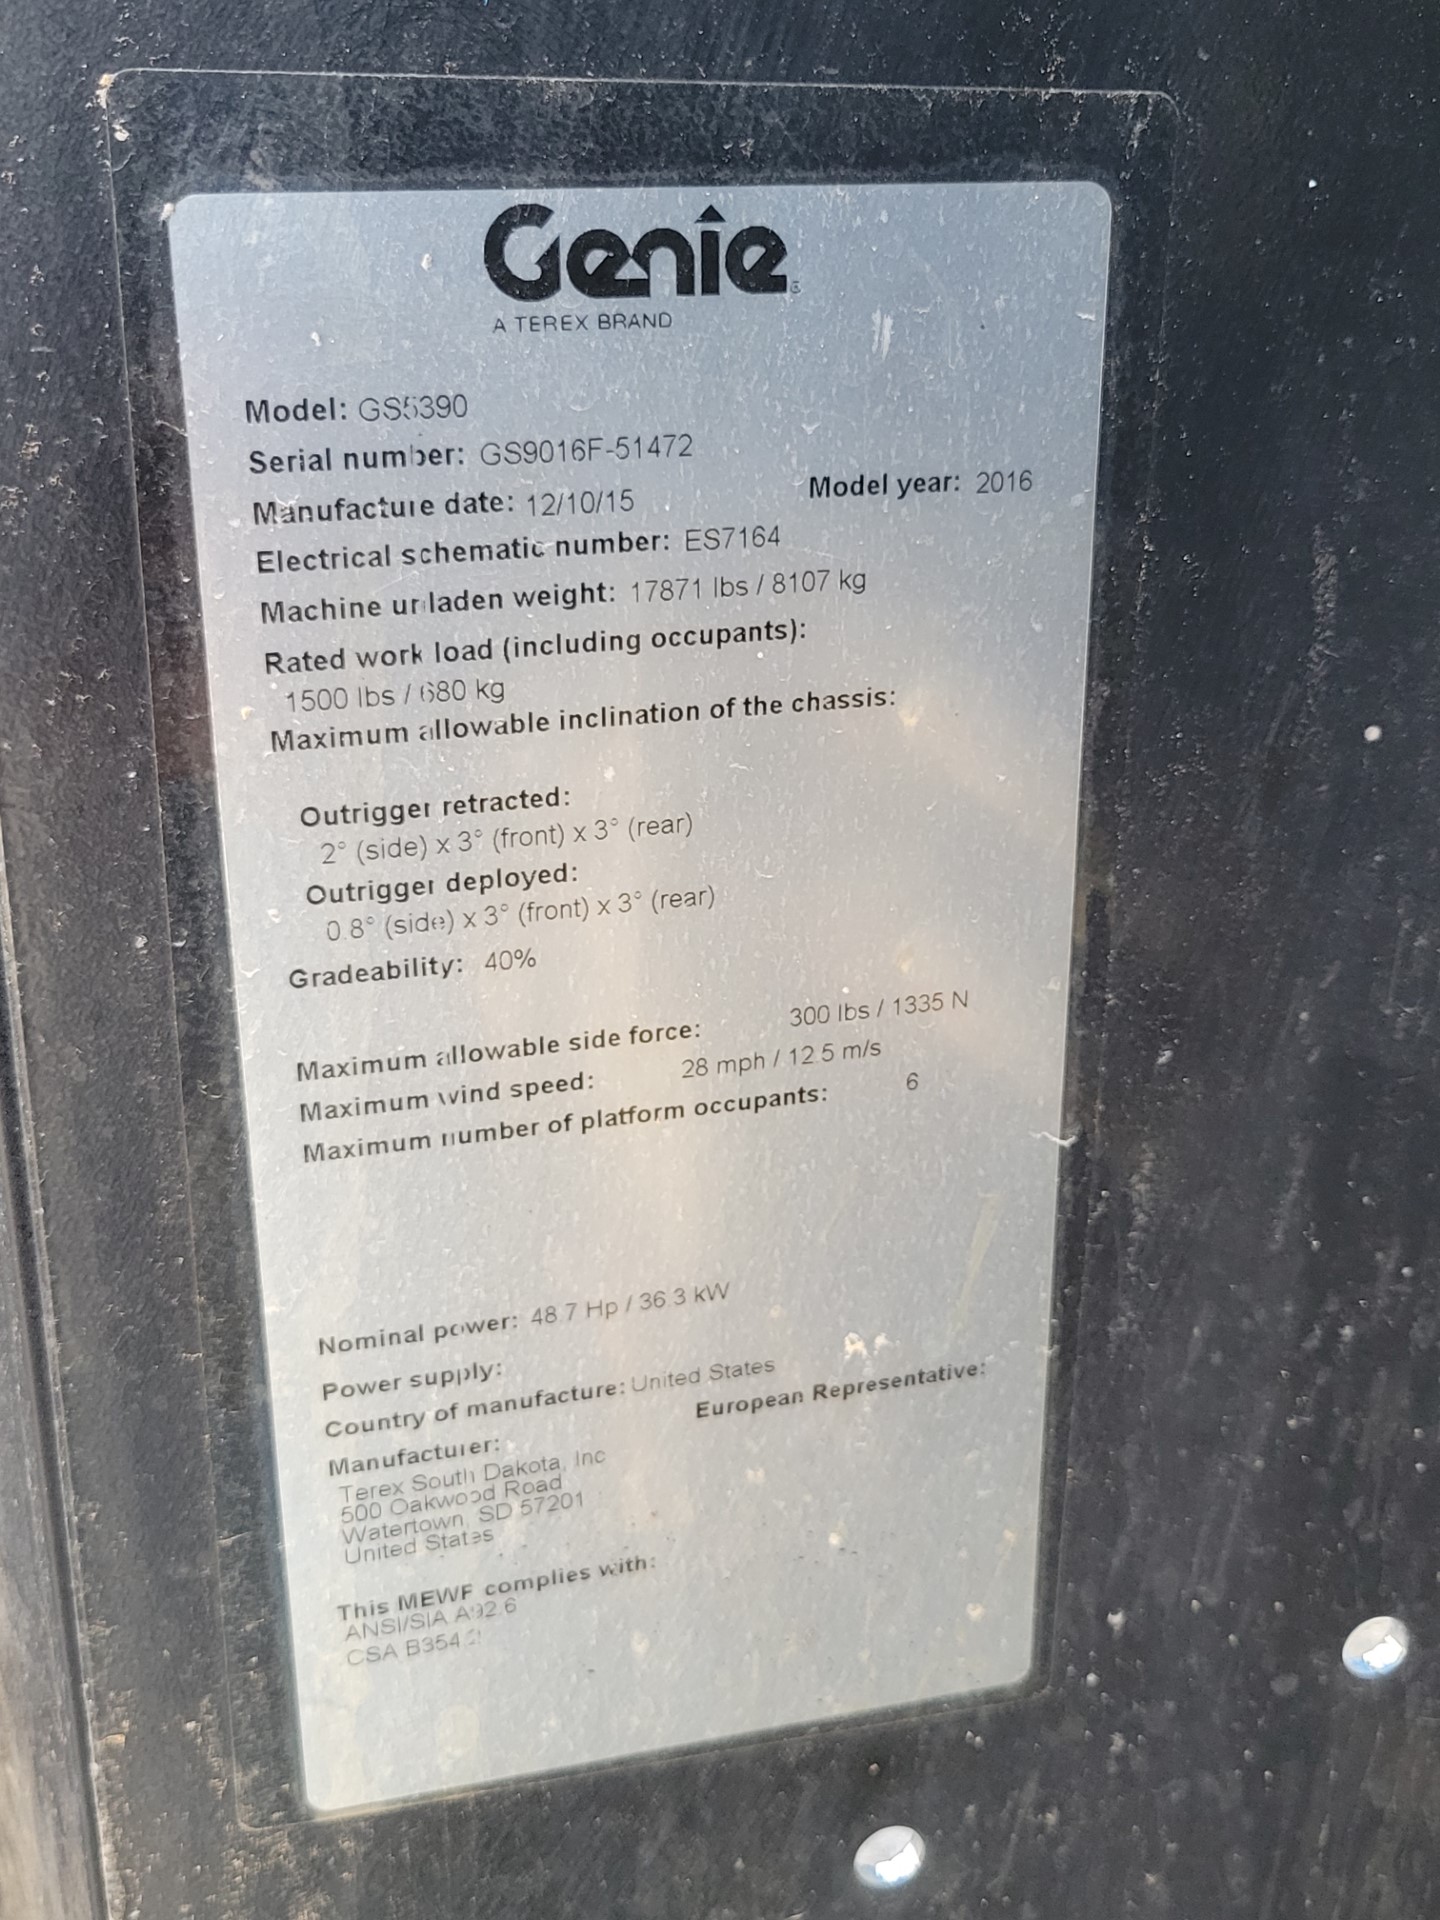 Genie
A TEREX BRAND
Model: GS5390
Serial number: GS9016F-51472
Manufacture date: 12/10/15 Model year: 2016
Electrical schematic number: ES7164
Machine unladen weight: 17871 lbs / 8107 kg
Rated work load (including occupants):
1500 lbs / 680 kg
Maximum allowable inclination of the chassis:
Outrigger retracted:
2° (side) x 3° (front) x 3° (rear)
Outrigger deployed:
0.8° (side) x 3° (front) x 3° (rear)
Gradeability: 40%
Maximum allowable side force: 300 lbs / 1335 N
Maximum wind speed: 28 mph / 12.5 m/s
Maximum number of platform occupants: 6
Nominal power: 48.7 Hp / 36.3 kW
Power supply:
Country of manufacture: United States
Manufacturer: European Representative:
Terex South Dakota, Inc
500 Oakwood Road
Watertown, SD 57201
United States
This MEWP complies with:
ANSI/SIA A92.6
CSA